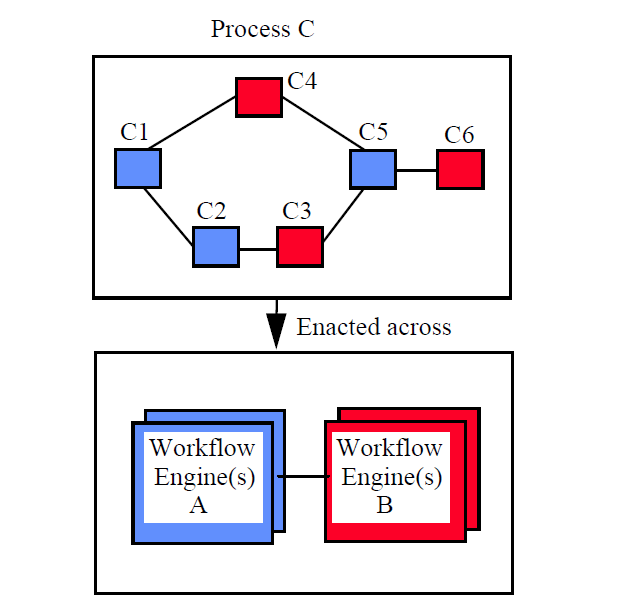 Process C
C4
C1
C5
C6
C2
C3
Enacted across
Workflow
Engine(s)
A
Workflow
Engine(s)
B